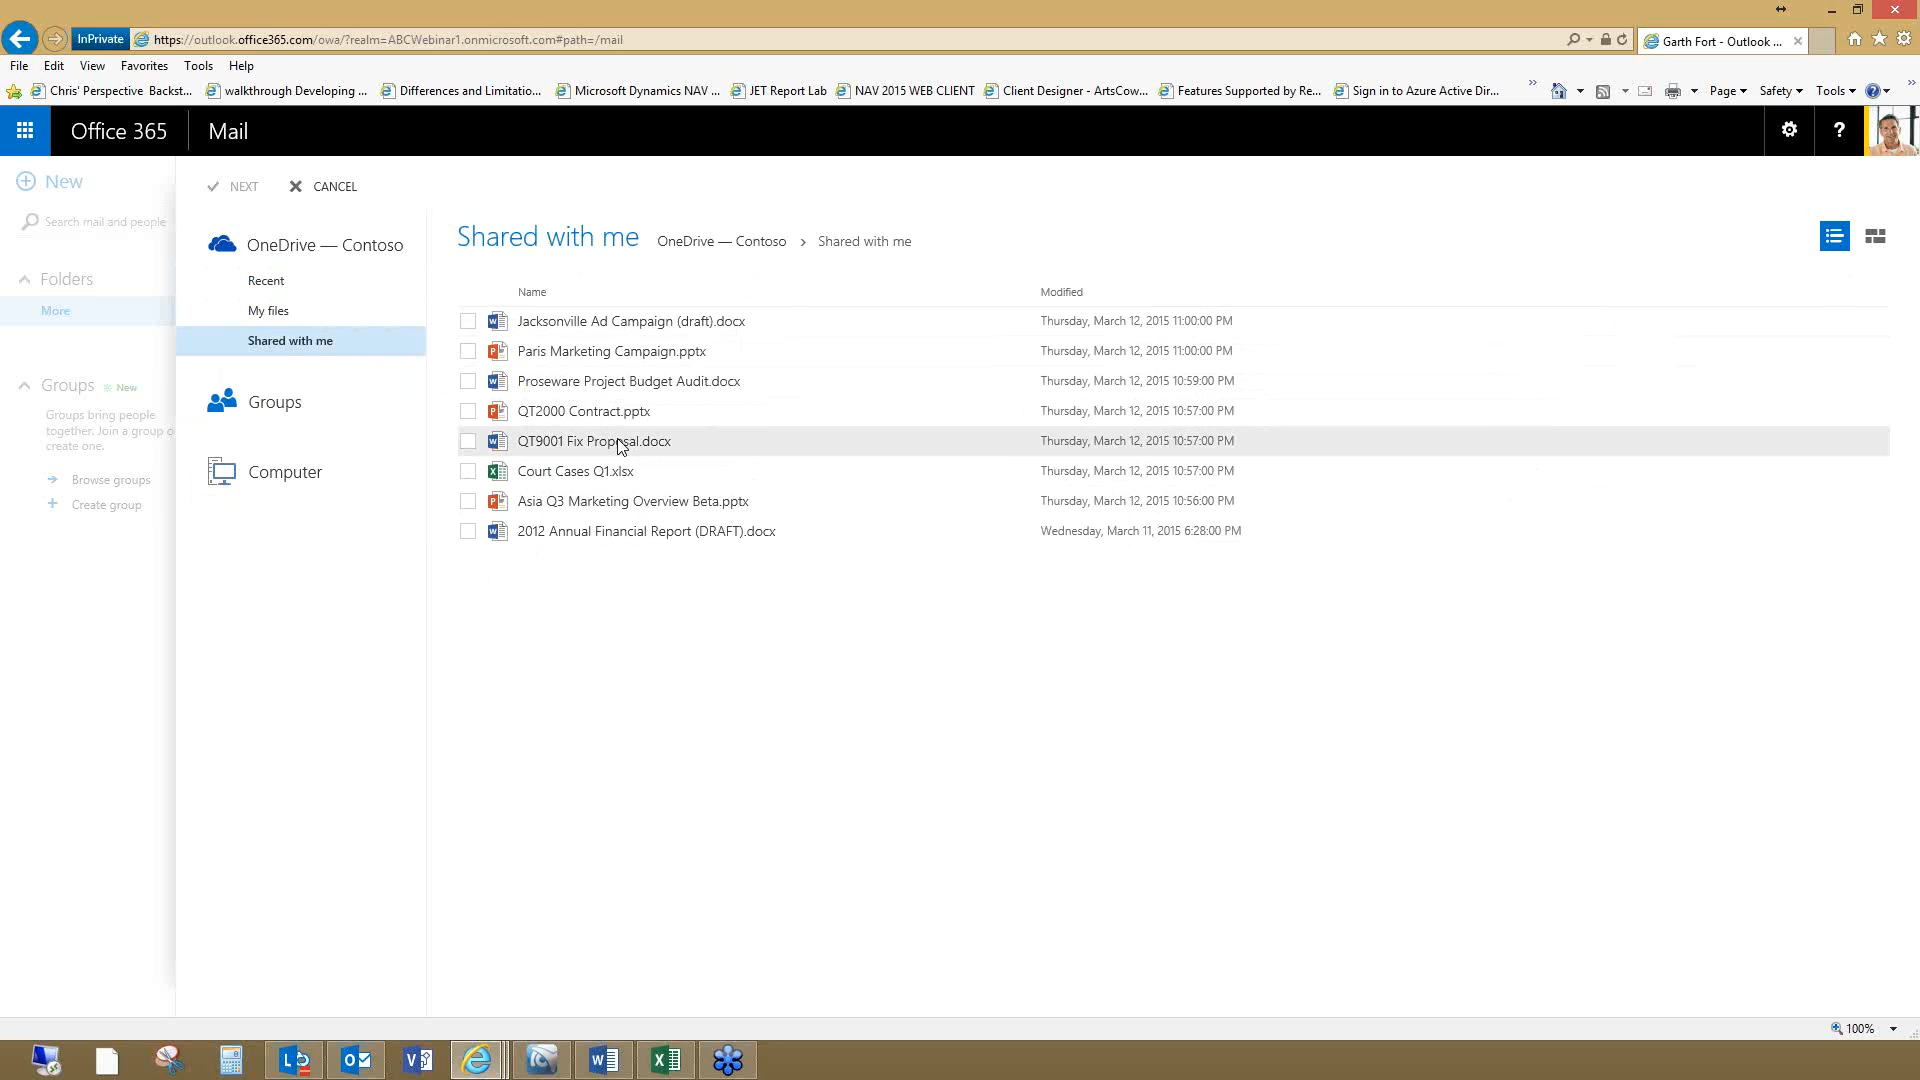 InPrivate https://outlook.office365.com/owa/?realm=ABCWebinar1.onmicrosoft.com#path=/mail Garth Fort - Outlook ...
File Edit View Favorites Tools Help
Chris' Perspective Backst... walkthrough Developing ... Differences and Limitatio... Microsoft Dynamics NAV ... JET Report Lab NAV 2015 WEB CLIENT Client Designer - ArtsCow... Features Supported by Re... Sign in to Azure Active Dir... Page Safety Tools
Office 365 Mail ?
New
Search mail and people
Folders
More
Groups New
Groups bring people
together. Join a group o
create one.
Browse groups
Create group
NEXT CANCEL
OneDrive — Contoso
Recent
My files
Shared with me
Groups
Computer
Shared with me OneDrive — Contoso › Shared with me
Name Modified
Jacksonville Ad Campaign (draft).docx Thursday, March 12, 2015 11:00:00 PM
Paris Marketing Campaign.pptx Thursday, March 12, 2015 11:00:00 PM
Proseware Project Budget Audit.docx Thursday, March 12, 2015 10:59:00 PM
QT2000 Contract.pptx Thursday, March 12, 2015 10:57:00 PM
QT9001 Fix Proposal.docx Thursday, March 12, 2015 10:57:00 PM
Court Cases Q1.xlsx Thursday, March 12, 2015 10:57:00 PM
Asia Q3 Marketing Overview Beta.pptx Thursday, March 12, 2015 10:56:00 PM
2012 Annual Financial Report (DRAFT).docx Wednesday, March 11, 2015 6:28:00 PM
100%